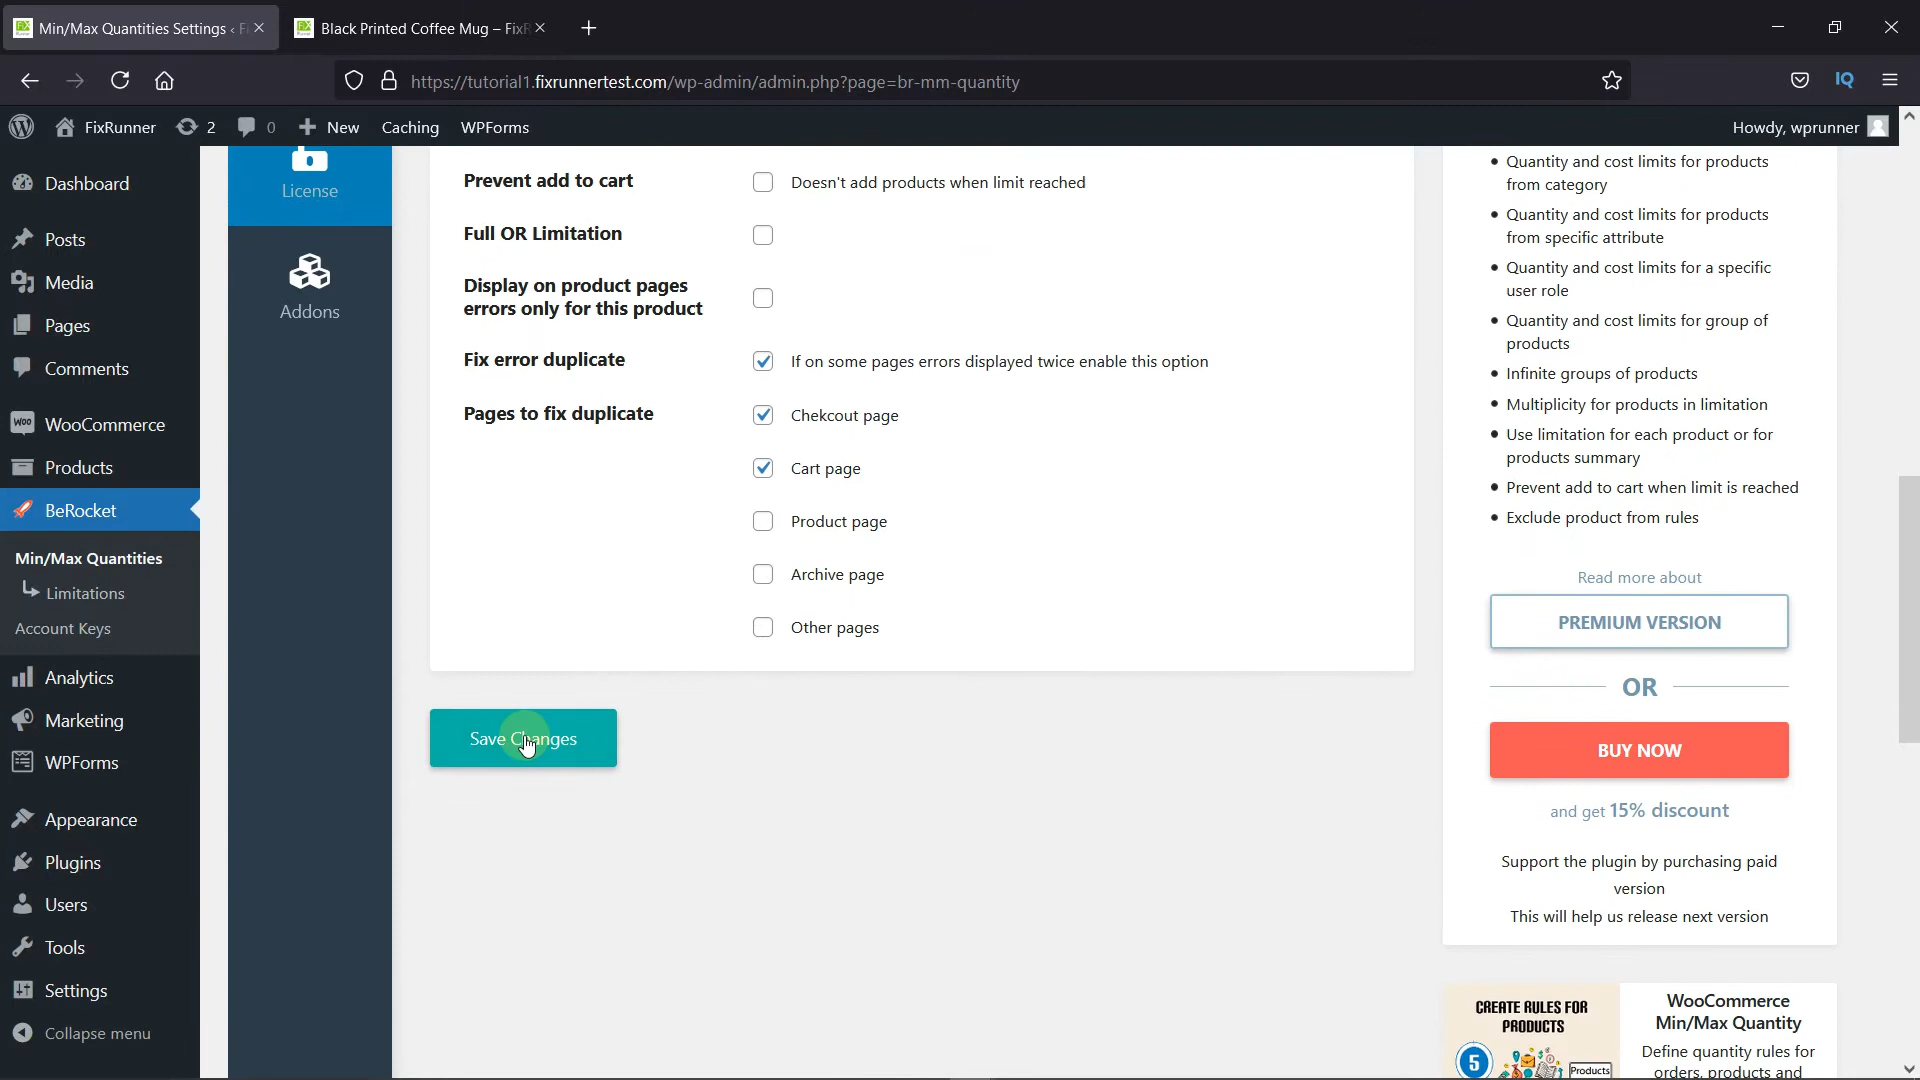 Min/Max Quantities Settings ‹ Fi
Black Printed Coffee Mug – FixR
https://tutorial1.fixrunnertest.com/wp-admin/admin.php?page=br-mm-quantity
IQ
FixRunner
2
0
New
Caching
WPForms
Howdy, wprunner
Dashboard
Posts
Media
Pages
Comments
Woo WooCommerce
Products
BeRocket
Min/Max Quantities
Limitations
Account Keys
Analytics
Marketing
WPForms
Appearance
Plugins
Users
Tools
Settings
Collapse menu
License
Addons
Prevent add to cart
Doesn't add products when limit reached
Full OR Limitation
Display on product pages
errors only for this product
Fix error duplicate
If on some pages errors displayed twice enable this option
Pages to fix duplicate
Chekcout page
Cart page
Product page
Archive page
Other pages
Save Changes
Quantity and cost limits for products
from category
Quantity and cost limits for products
from specific attribute
Quantity and cost limits for a specific
user role
Quantity and cost limits for group of
products
Infinite groups of products
Multiplicity for products in limitation
Use limitation for each product or for
products summary
Prevent add to cart when limit is reached
Exclude product from rules
Read more about
PREMIUM VERSION
OR
BUY NOW
and get 15% discount
Support the plugin by purchasing paid
version
This will help us release next version
CREATE RULES FOR
PRODUCTS
5
Products
WooCommerce
Min/Max Quantity
Define quantity rules for
orders, products and